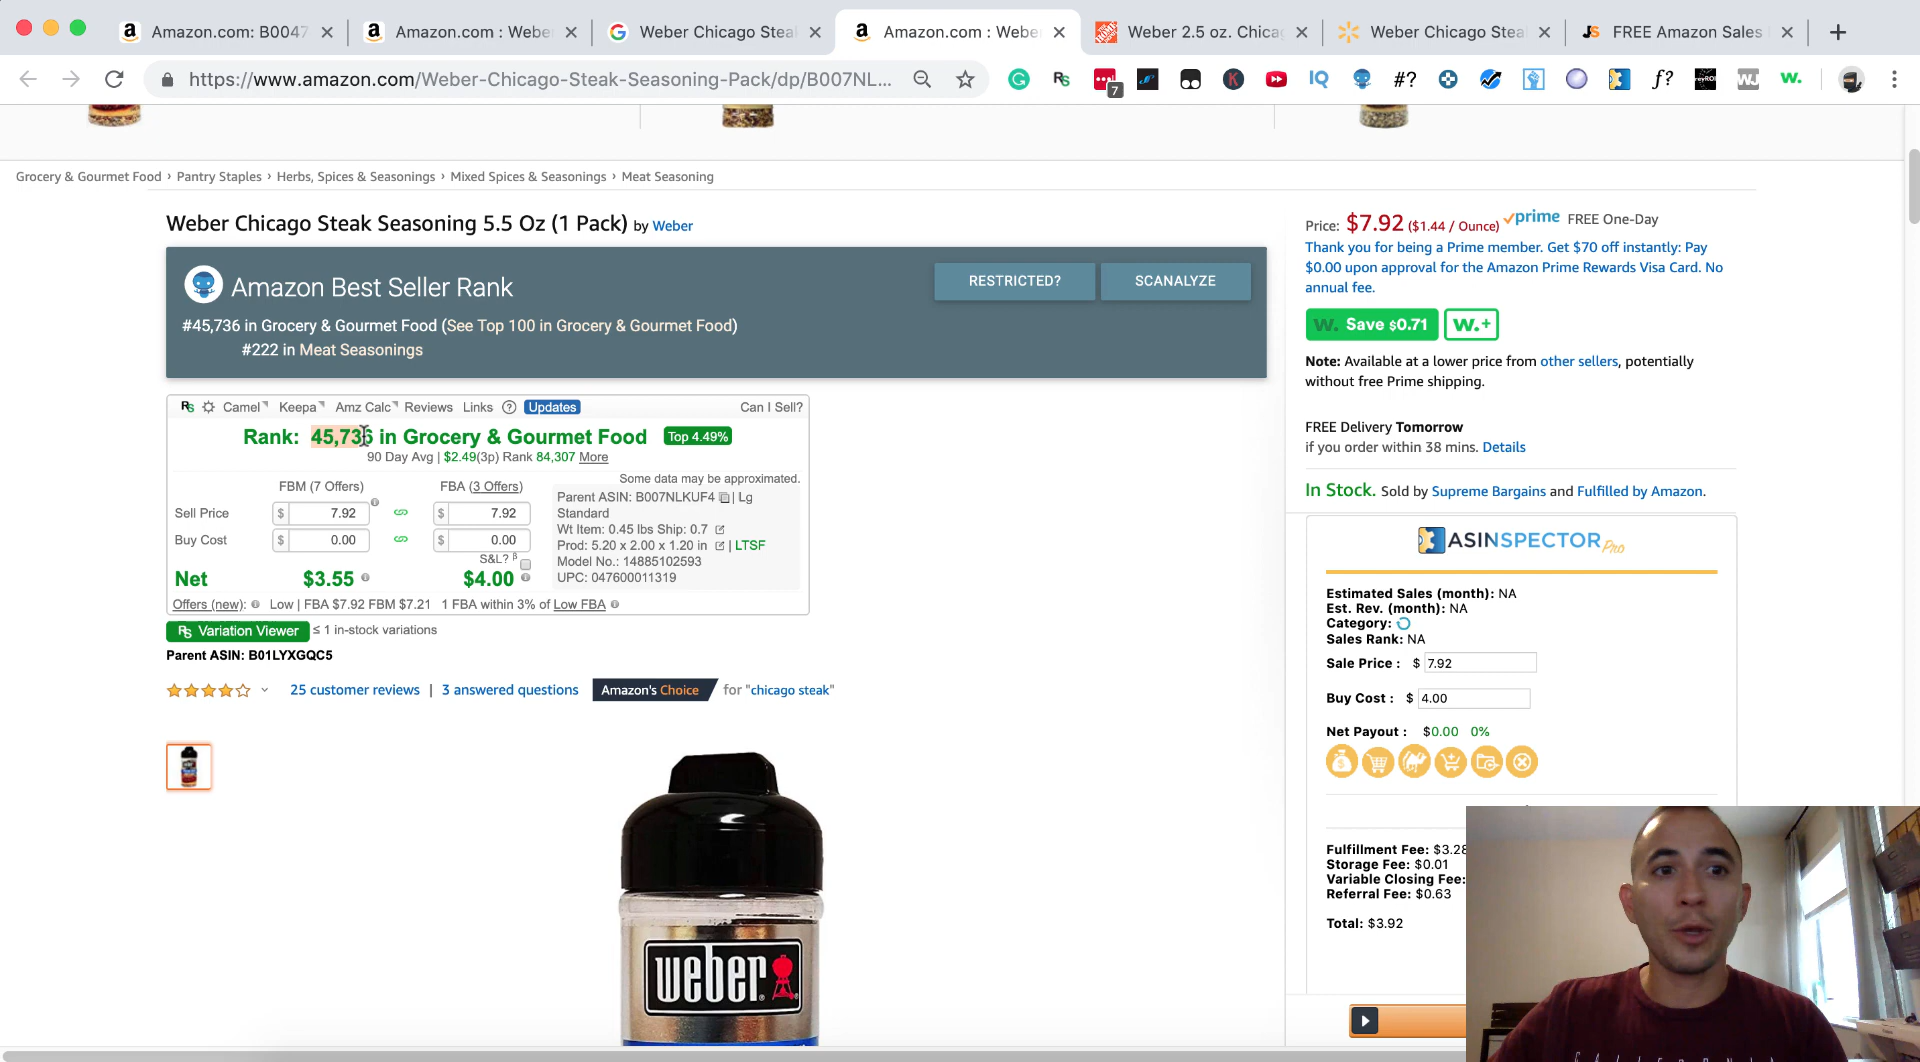 Amazon.com: B0047
Amazon.com : Webe
Weber Chicago Steak
Amazon.com : Webe
Weber 2.5 oz. Chica
Weber Chicago Stea
FREE Amazon Sales
https://www.amazon.com/Weber-Chicago-Steak-Seasoning-Pack/dp/B007NL...
7
IQ
#?
f?
w.
Grocery & Gourmet Food › Pantry Staples › Herbs, Spices & Seasonings › Mixed Spices & Seasonings › Meat Seasoning
Weber Chicago Steak Seasoning 5.5 Oz (1 Pack) by Weber
Amazon Best Seller Rank
RESTRICTED?
SCANALYZE
#45,736 in Grocery & Gourmet Food (See Top 100 in Grocery & Gourmet Food)
#222 in Meat Seasonings
Rs Camel Keepa Amz Calc Reviews Links ? Updates Can I Sell?
Rank: 45,736 in Grocery & Gourmet Food Top 4.49%
90 Day Avg | $2.49(3p) Rank 84,307 More
Some data may be approximated.
FBM (7 Offers) FBA (3 Offers)
Sell Price $ 7.92 $ 7.92
Buy Cost $ 0.00 $ 0.00
S&L? β
Net $3.55 $4.00
Parent ASIN: B007NLKUF4 | Lg
Standard
Wt Item: 0.45 lbs Ship: 0.7
Prod: 5.20 x 2.00 x 1.20 in | LTSF
Model No.: 14885102593
UPC: 047600011319
Offers (new): Low | FBA $7.92 FBM $7.21 1 FBA within 3% of Low FBA
Rs Variation Viewer ≤ 1 in-stock variations
Parent ASIN: B01LYXGQC5
25 customer reviews | 3 answered questions Amazon's Choice for "chicago steak"
weber
Price: $7.92 ($1.44 / Ounce) prime FREE One-Day
Thank you for being a Prime member. Get $70 off instantly: Pay
$0.00 upon approval for the Amazon Prime Rewards Visa Card. No
annual fee.
w. Save $0.71 w.+
Note: Available at a lower price from other sellers, potentially
without free Prime shipping.
FREE Delivery Tomorrow
if you order within 38 mins. Details
In Stock. Sold by Supreme Bargains and Fulfilled by Amazon.
ASINSPECTOR Pro
Estimated Sales (month): NA
Est. Rev. (month): NA
Category:
Sales Rank: NA
Sale Price : $ 7.92
Buy Cost : $ 4.00
Net Payout : $0.00 0%
Fulfillment Fee: $3.28
Storage Fee: $0.01
Variable Closing Fee:
Referral Fee: $0.63
Total: $3.92